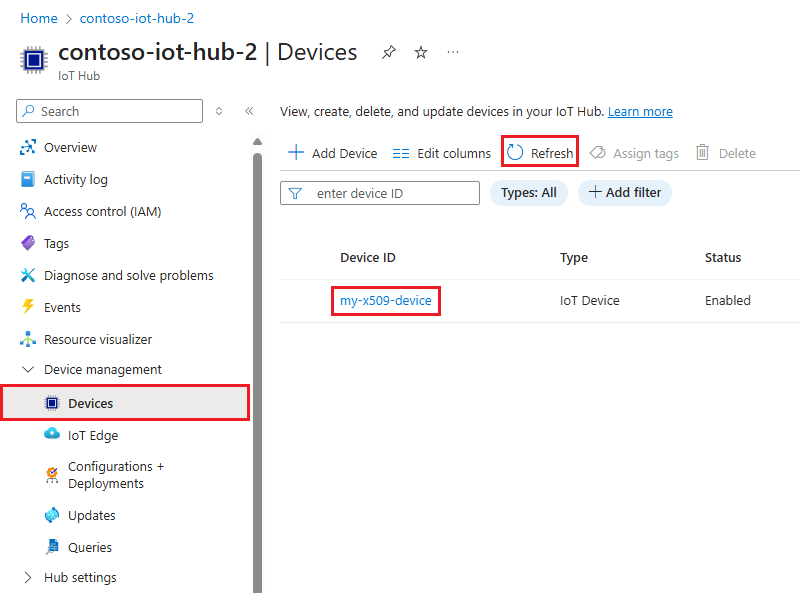 Home > contoso-iot-hub-2
contoso-iot-hub-2 | Devices
IoT Hub
Search
View, create, delete, and update devices in your IoT Hub. Learn more
Overview
Activity log
Access control (IAM)
Tags
Diagnose and solve problems
Events
Resource visualizer
Device management
Devices
IoT Edge
Configurations +
Deployments
Updates
Queries
Hub settings
Add Device Edit columns Refresh Assign tags Delete
enter device ID Types: All Add filter
Device ID Type Status
my-x509-device IoT Device Enabled